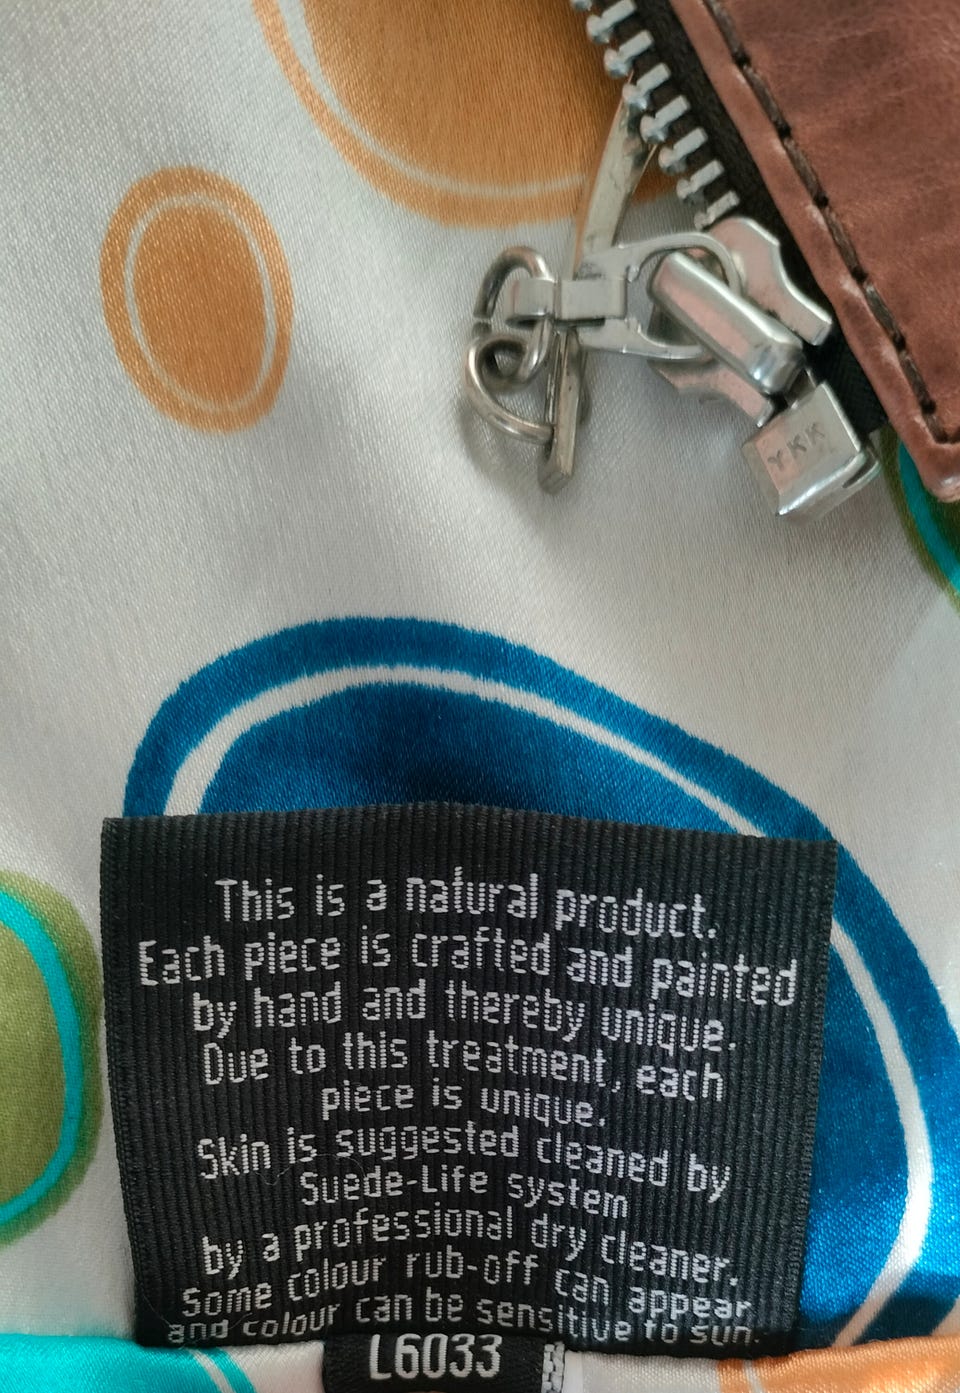 YKK
This is a natural product.
Each piece is crafted and painted
by hand and thereby unique.
Due to this treatment, each
piece is unique.
Skin is suggested cleaned by
Suede-Life system
by a professional dry cleaner.
Some colour rub-off can appear
and colour can be sensitive to sun.
L6033